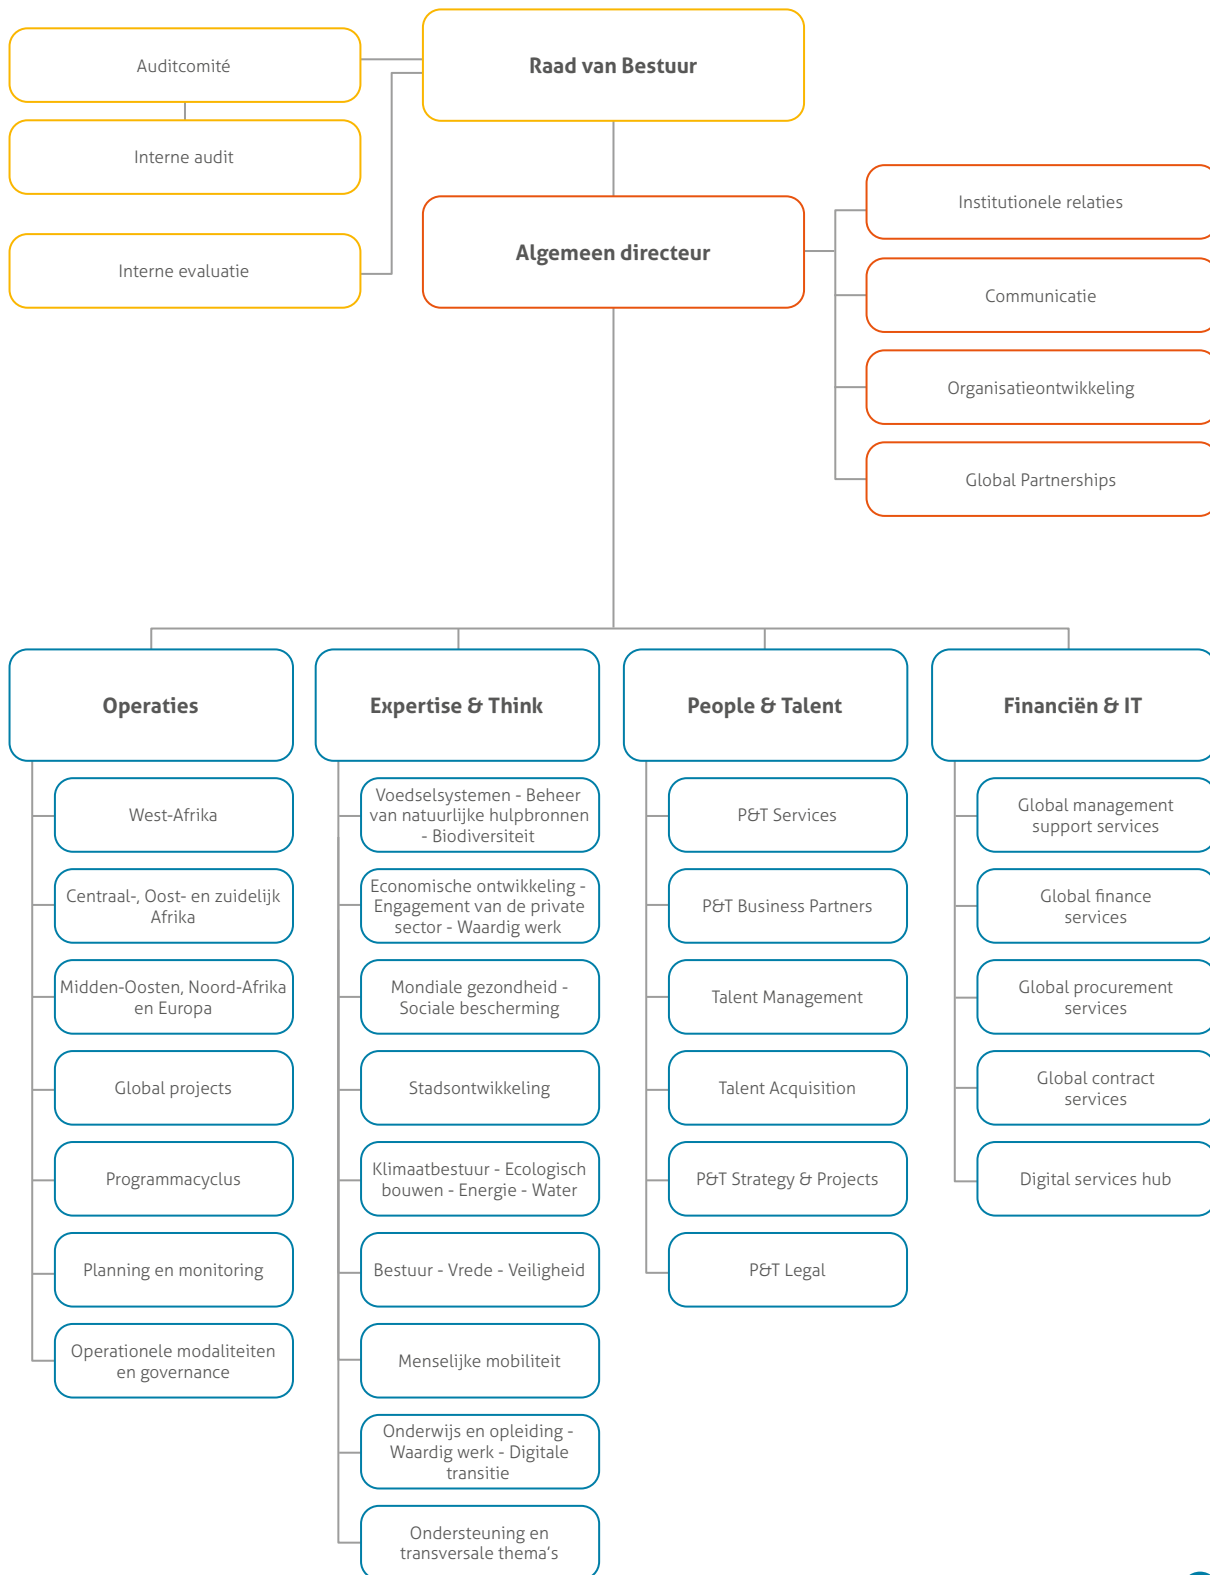 Raad van Bestuur
Auditcomité
Interne audit
Interne evaluatie
Algemeen directeur
Institutionele relaties
Communicatie
Organisatieontwikkeling
Global Partnerships
Operaties
West-Afrika
Centraal-, Oost- en zuidelijk
Afrika
Midden-Oosten, Noord-Afrika
en Europa
Global projects
Programmacyclus
Planning en monitoring
Operationele modaliteiten
en governance
Expertise & Think
Voedselsystemen - Beheer
van natuurlijke hulpbronnen
- Biodiversiteit
Economische ontwikkeling -
Engagement van de private
sector - Waardig werk
Mondiale gezondheid -
Sociale bescherming
Stadsontwikkeling
Klimaatbestuur - Ecologisch
bouwen - Energie - Water
Bestuur - Vrede - Veiligheid
Menselijke mobiliteit
Onderwijs en opleiding -
Waardig werk - Digitale
transitie
Ondersteuning en
transversale thema's
People & Talent
P&T Services
P&T Business Partners
Talent Management
Talent Acquisition
P&T Strategy & Projects
P&T Legal
Financiën & IT
Global management
support services
Global finance
services
Global procurement
services
Global contract
services
Digital services hub